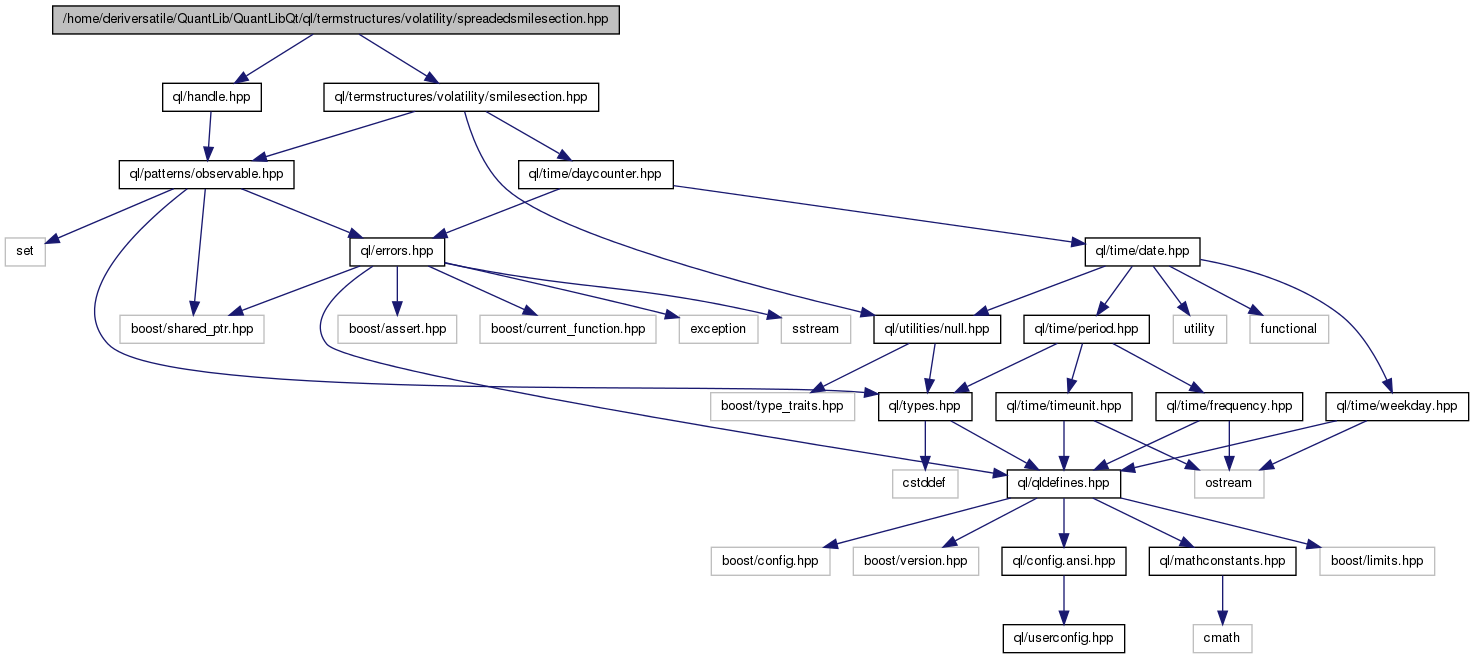 /home/deriversatile/QuantLib/QuantLibQt/ql/termstructures/volatility/spreadedsmilesection.hpp
ql/handle.hpp
ql/termstructures/volatility/smilesection.hpp
ql/patterns/observable.hpp
ql/time/daycounter.hpp
set
ql/errors.hpp
ql/time/date.hpp
boost/shared_ptr.hpp
boost/assert.hpp
boost/current_function.hpp
exception
sstream
ql/utilities/null.hpp
ql/time/period.hpp
utility
functional
boost/type_traits.hpp
ql/types.hpp
ql/time/timeunit.hpp
ql/time/frequency.hpp
ql/time/weekday.hpp
cstddef
ql/qldefines.hpp
ostream
boost/config.hpp
boost/version.hpp
ql/config.ansi.hpp
ql/mathconstants.hpp
boost/limits.hpp
ql/userconfig.hpp
cmath